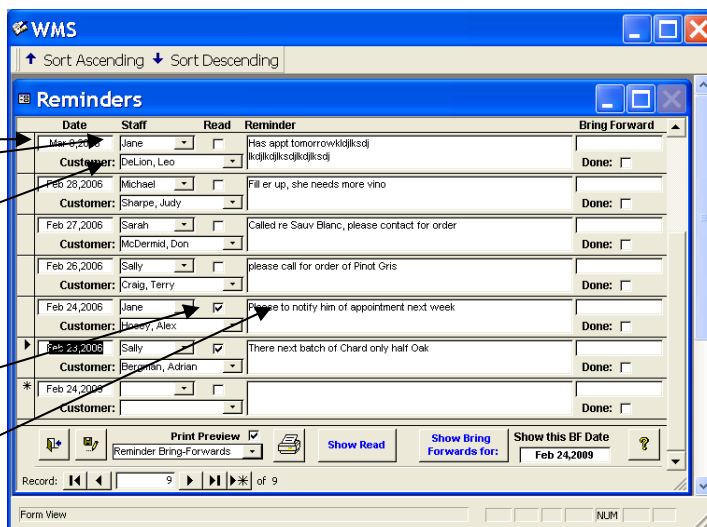 WMS
Sort Ascending Sort Descending
Reminders
Date Staff Read Reminder Bring Forward
Jane Has appt tomorrowkldjlksdj
lkdjlkdjlksdjlkdjlksdj
Customer: DeLion, Leo Done:
Feb 28,2006 Michael Fill er up, she needs more vino
Customer: Sharpe, Judy Done:
Feb 27,2006 Sarah Called re Sauv Blanc, please contact for order
Customer: McDermid, Don Done:
Feb 26,2006 Sally please call for order of Pinot Gris
Customer: Craig, Terry Done:
Feb 24,2006 Jane Please to notify him of appointment next week
Customer: Alex Done:
Feb 23,2006 Sally There next batch of Chard only half Oak
Customer: Bergman, Adrian Done:
Feb 24,2009
Customer: Done:
Print Preview
Reminder Bring-Forwards
Show Read
Show Bring
Forwards for:
Show this BF Date
Feb 24,2009
?
Record: 9 of 9
Form View NUM